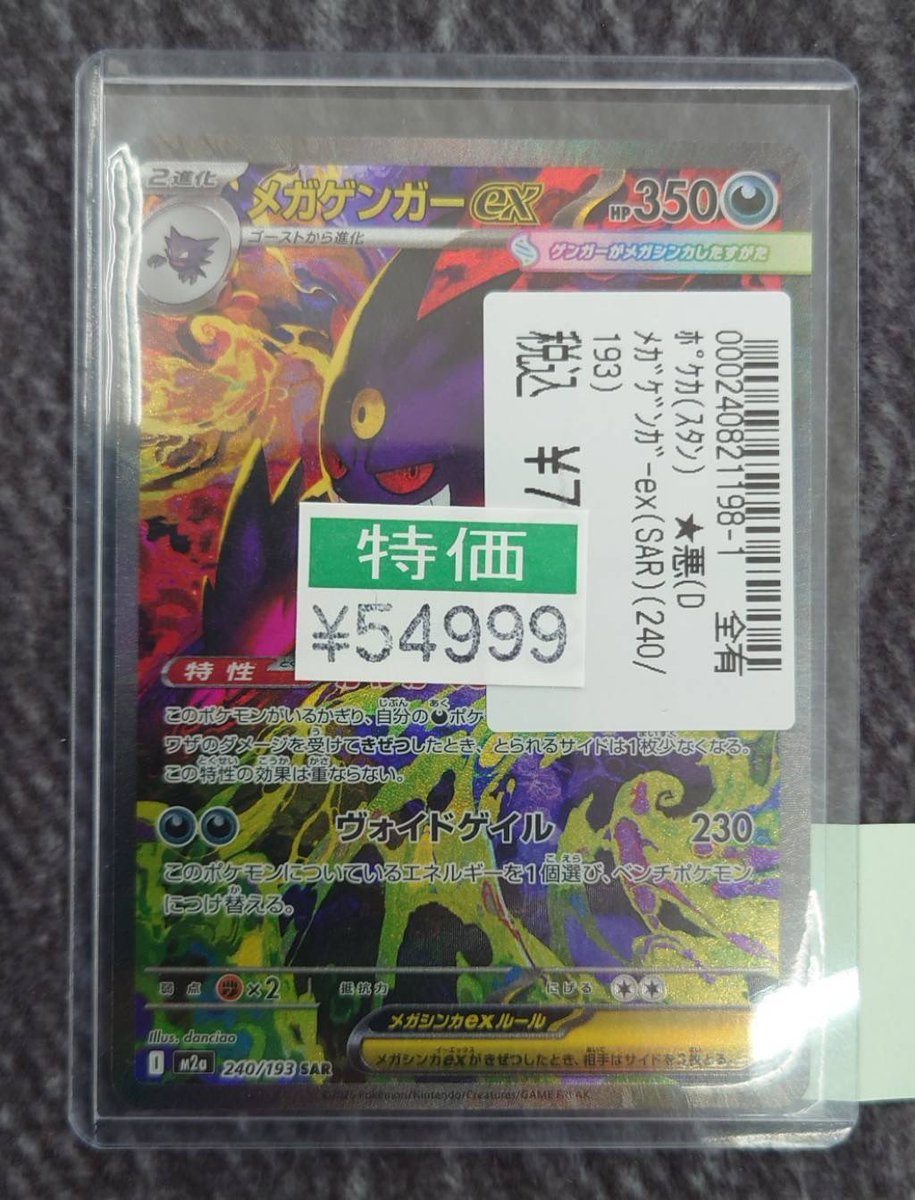 2進化
メガゲンガーex
HP350
ゴーストから進化
ゲンガーがメガシンカしたすがた
00024082198-1
全有
ﾎﾟｹｶ(ｽﾀﾝ) ★悪(D
ﾒｶﾞｹﾞﾝｶﾞｰex(SAR)(240/
193)
税込 ¥7
特価
¥54999
特性
このポケモンがいるかぎり、自分の ポケ
ワザのダメージを受けてきぜつしたとき、とられるサイドは1枚少なくなる。
この特性の効果は重ならない。
ヴォイドゲイル 230
このポケモンについているエネルギーを1個選び、ベンチポケモン
につけ替える。
弱点 ×2 抵抗力 にげる
メガシンカexルール
メガシンカexがきぜつしたとき、相手はサイドを3枚とる。
Illus. danciao
I M2a 240/193 SAR
©2025 Pokémon/Nintendo/Creatures/GAME FREAK.